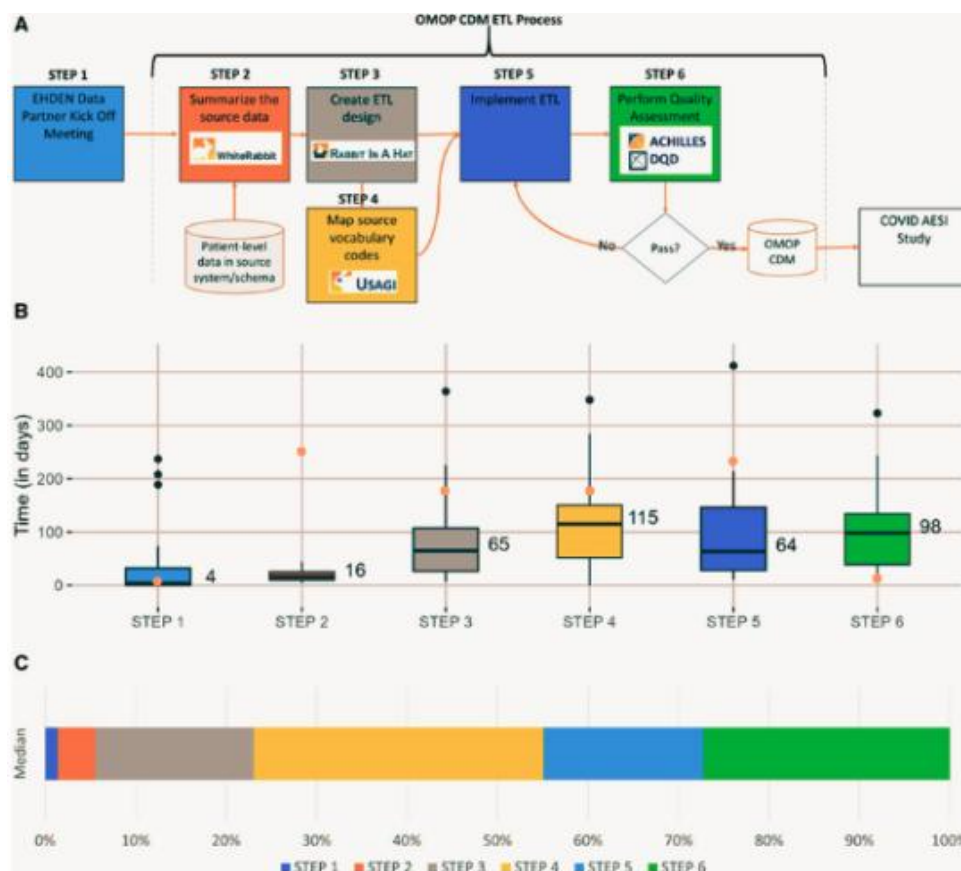 A
OMOP CDM ETL Process
STEP 1
STEP 2
STEP 3
STEP 5
STEP 6
EHDEN Data
Partner Kick Off
Meeting
Summarize the
source data
WhiteRabbit
Create ETL
design
RABBIT IN A HAT
Implement ETL
Perform Quality
Assessment
ACHILLES
DQD
STEP 4
Map source
vocabulary
codes
USAGI
Patient-level
data in source
system/schema
No
Pass?
Yes
OMOP
CDM
COVID AESI
Study
B
Time (in days)
400
300
200
100
0
4
16
65
115
64
98
STEP 1
STEP 2
STEP 3
STEP 4
STEP 5
STEP 6
C
Median
0%
10%
20%
30%
40%
50%
60%
70%
80%
90%
100%
STEP 1
STEP 2
STEP 3
STEP 4
STEP 5
STEP 6